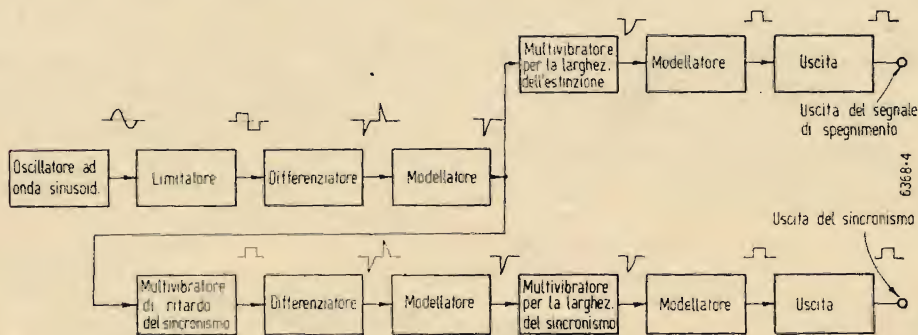 Multivibratore
per la larghez.
dell'estinzione
Modellatore
Uscita
Uscita del segnale
di spegnimento
Oscillatore ad
onda sinusoid.
Limitatore
Differenziatore
Modellatore
6368•4
Uscita del sincronismo
Multivibratore
di ritardo
del sincronismo
Differenziatore
Modellatore
Multivibratore
per la larghez.
del sincronismo
Modellatore
Uscita